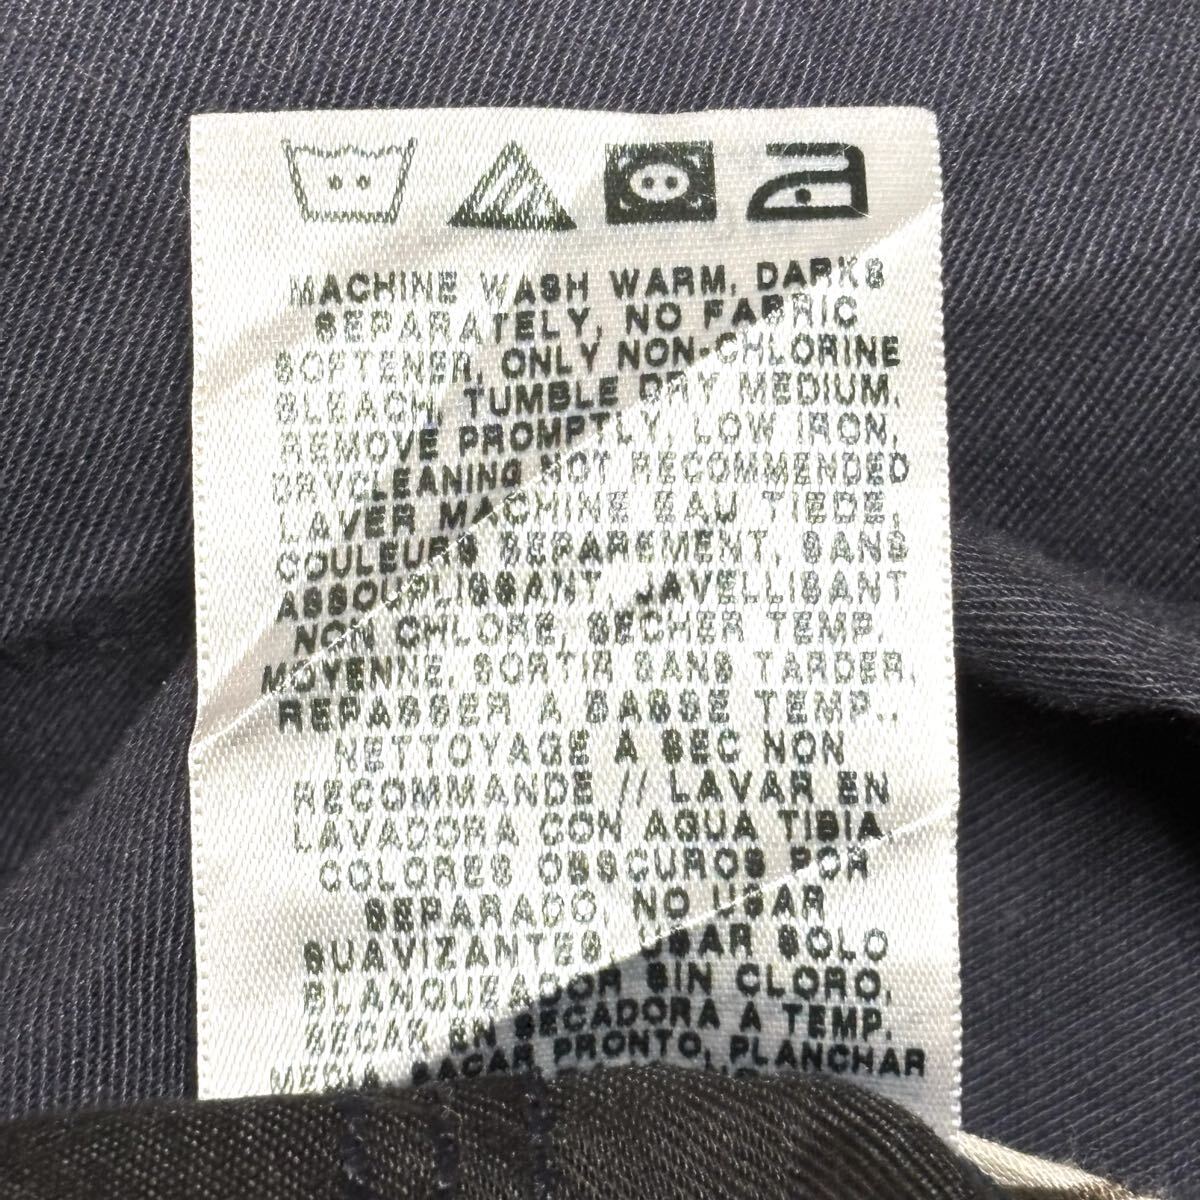 MACHINE WASH WARM, DARKS
SEPARATELY, NO FABRIC
SOFTENER, ONLY NON-CHLORINE
BLEACH, TUMBLE DRY MEDIUM,
REMOVE PROMPTLY, LOW IRON,
DRYCLEANING NOT RECOMMENDED
LAVER MACHINE EAU TIEDE,
COULEURS SEPAREMENT, SANS
ASSOUPLISSANT, JAVELLISANT
NON CHLORE, SECHER TEMP.
MOYENNE, SORTIR SANS TARDER,
REPASSER A BASSE TEMP.,
NETTOYAGE A SEC NON
RECOMMANDE // LAVAR EN
LAVADORA CON AGUA TIBIA
COLORES OBSCUROS POR
SEPARADO, NO USAR
SUAVIZANTES, USAR SOLO
BLANQUEADOR SIN CLORO,
SECAR EN SECADORA A TEMP.
MEDIA, SACAR PRONTO, PLANCHAR